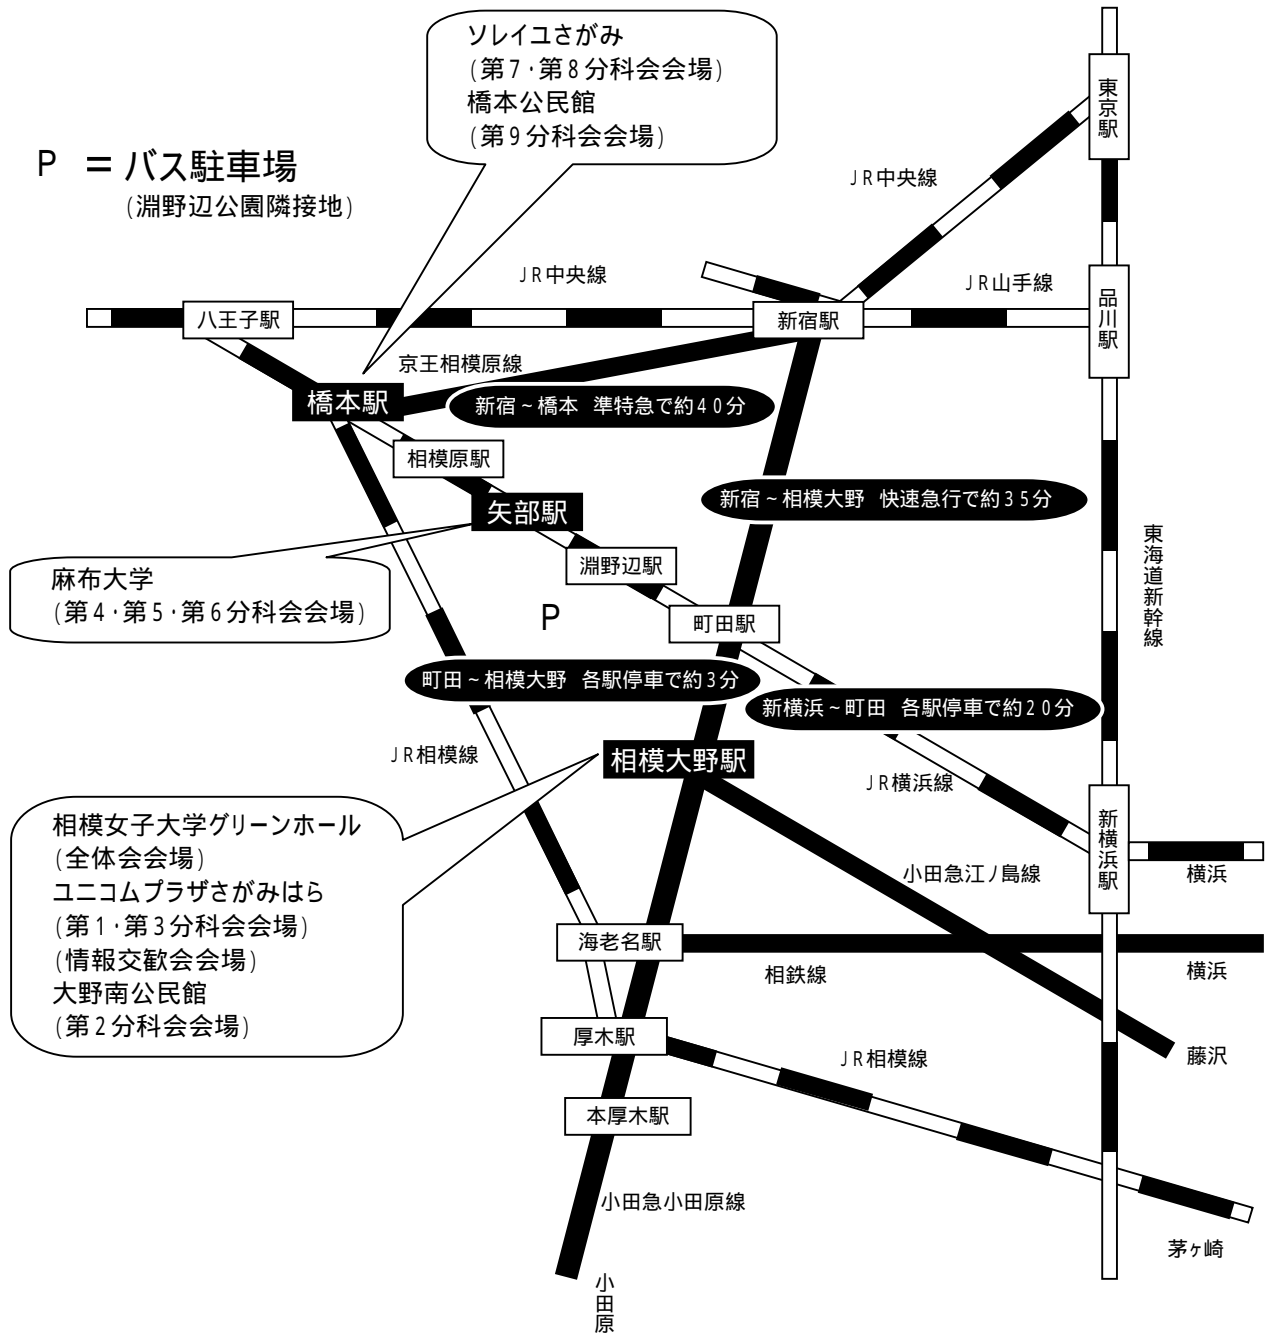 ソレイユさがみ
(第7・第8分科会会場)
橋本公民館
(第9分科会会場)
P = バス駐車場
(淵野辺公園隣接地)
東京駅
JR中央線
JR中央線
JR山手線
八王子駅
新宿駅
品川駅
京王相模原線
橋本駅
新宿~橋本 準特急で約40分
相模原駅
新宿~相模大野 快速急行で約35分
矢部駅
東海道新幹線
淵野辺駅
麻布大学
(第4・第5・第6分科会会場)
P
町田駅
町田~相模大野 各駅停車で約3分
新横浜~町田 各駅停車で約20分
JR相模線
相模大野駅
JR横浜線
相模女子大学グリーンホール
(全体会会場)
ユニコムプラザさがみはら
(第1・第3分科会会場)
(情報交歓会会場)
大野南公民館
(第2分科会会場)
新横浜駅
小田急江ノ島線
横浜
海老名駅
相鉄線
横浜
厚木駅
JR相模線
藤沢
本厚木駅
小田急小田原線
茅ヶ崎
小田原